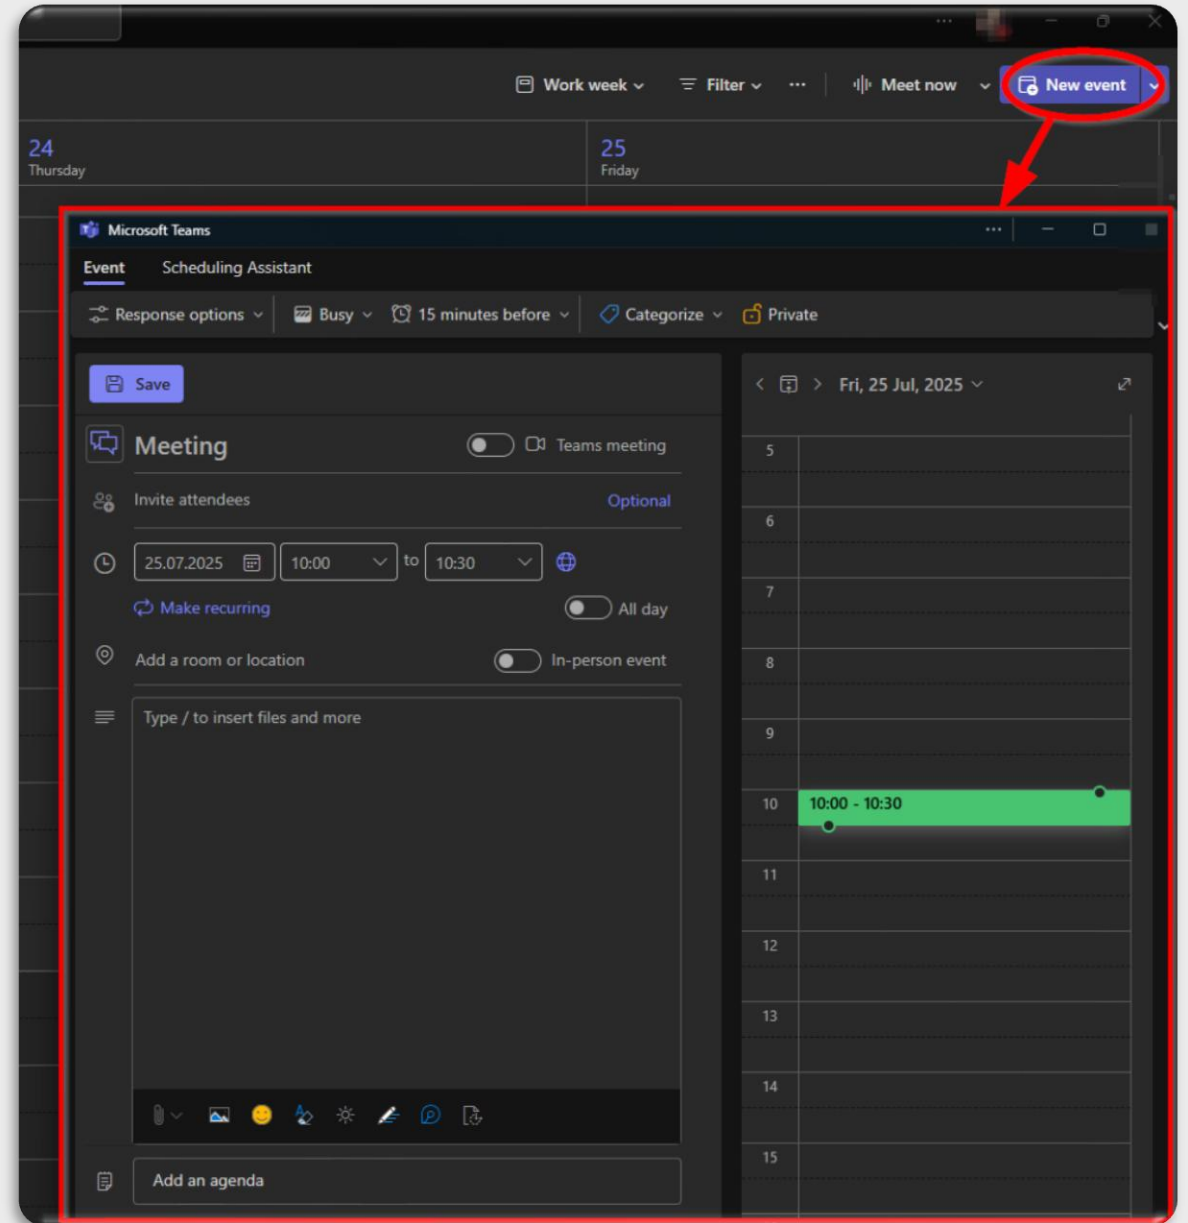 Work week Filter ... Meet now New event
24 25
Thursday Friday
Microsoft Teams
Event Scheduling Assistant
Response options Busy 15 minutes before Categorize Private
Save
Meeting Teams meeting
Invite attendees Optional
25.07.2025 10:00 to 10:30
Make recurring All day
Add a room or location In-person event
Type / to insert files and more
Add an agenda
Fri, 25 Jul, 2025
5
6
7
8
9
10 10:00 - 10:30
11
12
13
14
15